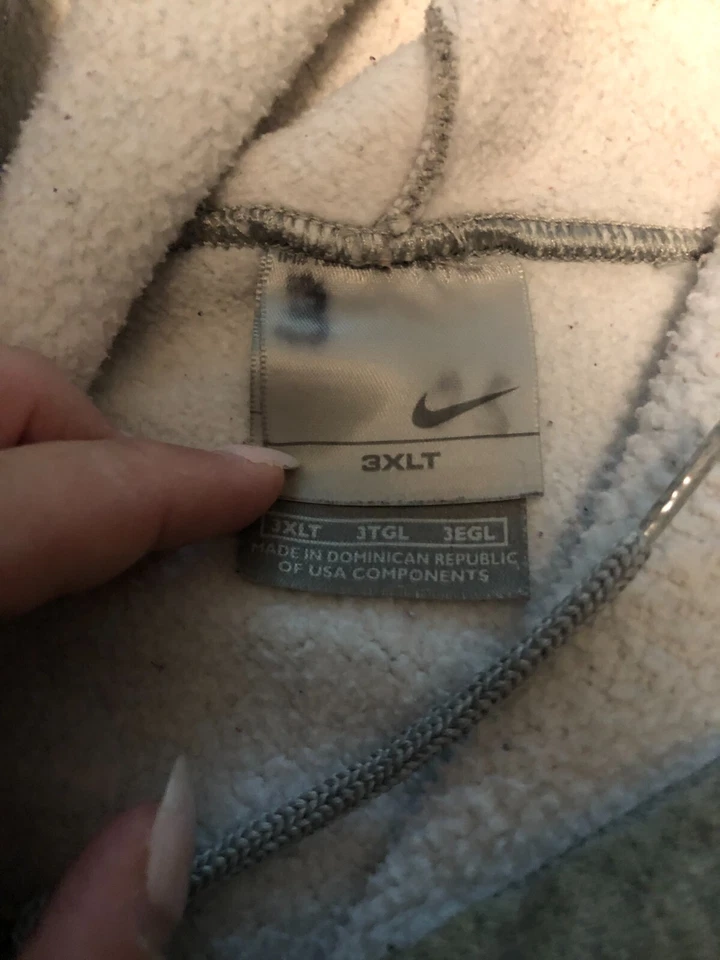 3XLT
3XLT 3TGL 3EGL
MADE IN DOMINICAN REPUBLIC
OF USA COMPONENTS